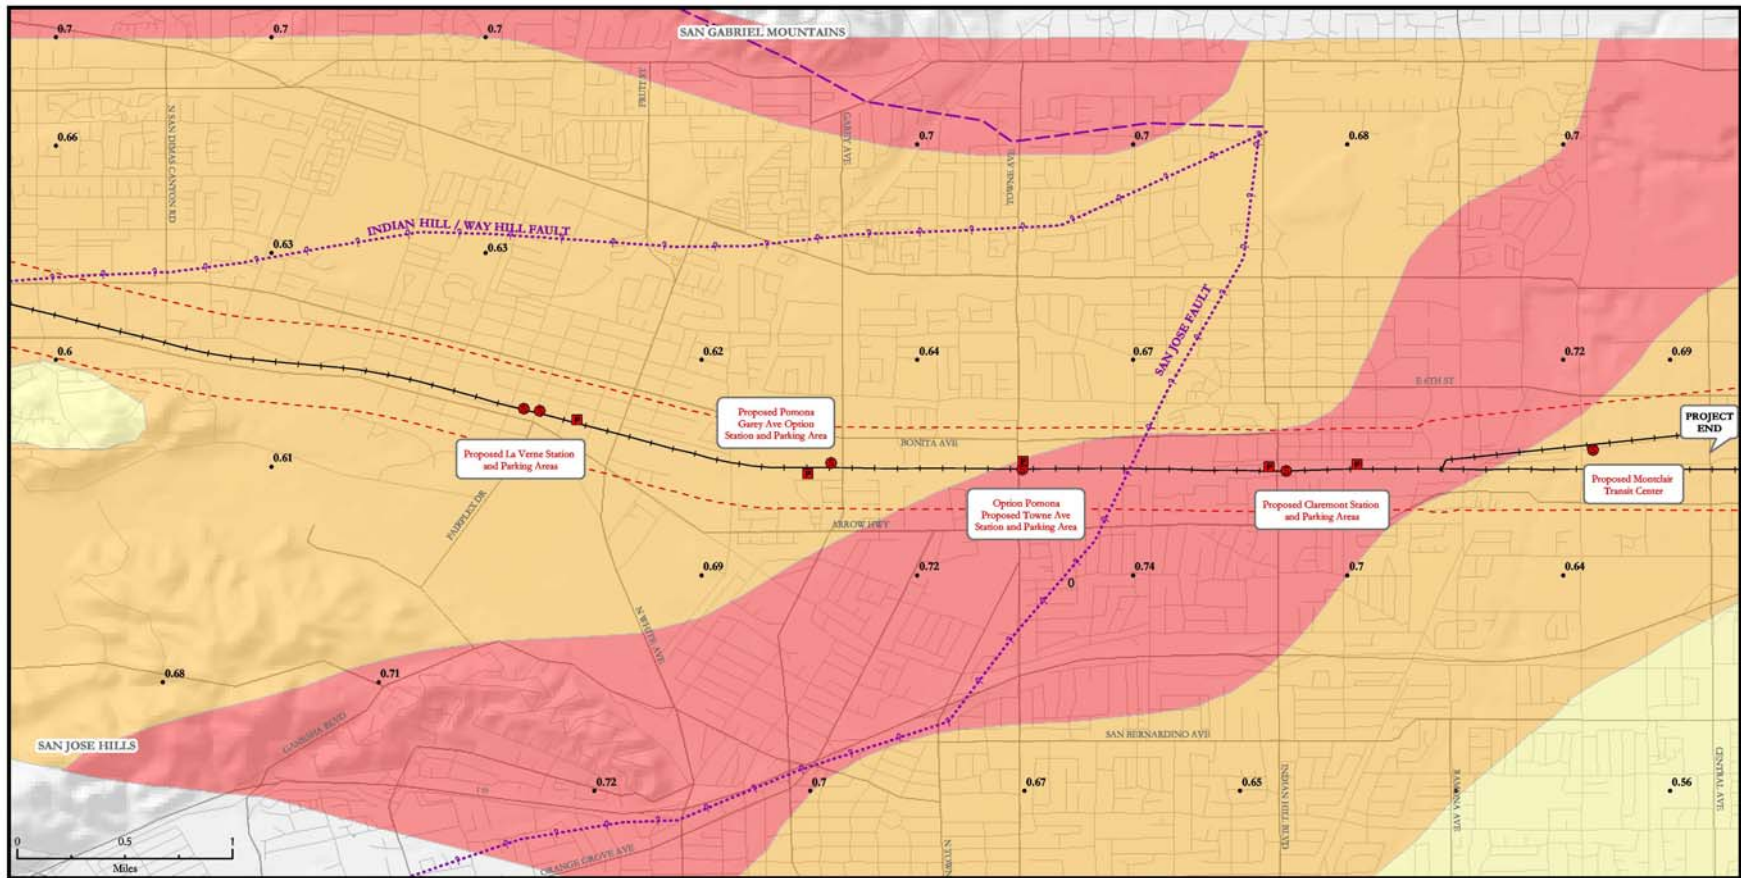 0.7
0.7
0.7
SAN GABRIEL MOUNTAINS
FRUIT ST
N SAN DIMAS CANYON RD
0.66
GAREY AVE
0.7
TOWNE AVE
0.7
0.68
0.7
INDIAN HILL / WAY HILL FAULT
0.63
0.63
SAN JOSE FAULT
0.6
0.62
0.64
0.67
0.72
0.69
E 6TH ST
PROJECT
END
Proposed Pomona
Garey Ave Option
Station and Parking Area
BONITA AVE
P
P
P
P
P
Proposed La Verne Station
and Parking Areas
0.61
Proposed Montclair
Transit Center
FAIRPLEX DR
Option Pomona
Proposed Towne Ave
Station and Parking Area
Proposed Claremont Station
and Parking Areas
ARROW HWY
0.69
0.72
0
0.74
0.7
0.64
N WHITE AVE
0.68
0.71
GANESHA BLVD
SAN JOSE HILLS
SAN BERNARDINO AVE
0.72
0.7
0.67
0.65
INDIAN HILL BLVD
RAMONA AVE
0.56
CENTRAL AVE
I 10
0
0.5
1
Miles
ORANGE GROVE AVE
N TOWN